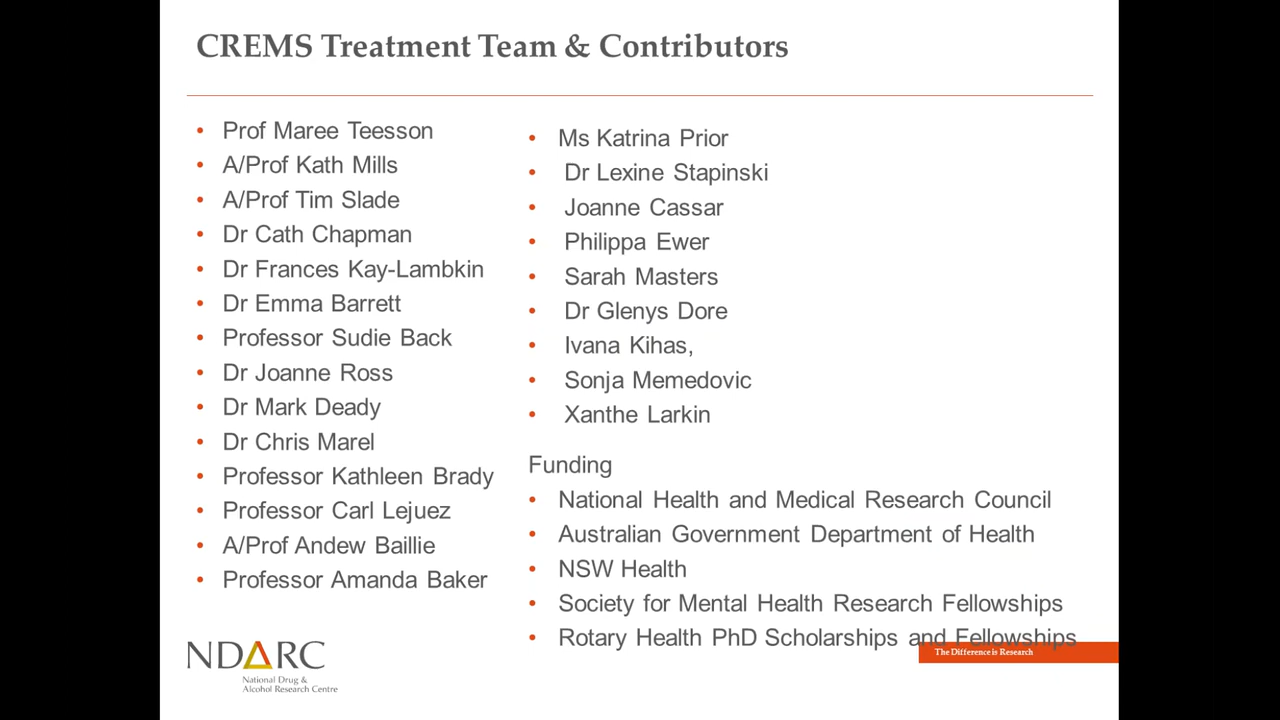 CREMS Treatment Team & Contributors
• Prof Maree Teesson
• A/Prof Kath Mills
• A/Prof Tim Slade
• Dr Cath Chapman
• Dr Frances Kay-Lambkin
• Dr Emma Barrett
• Professor Sudie Back
• Dr Joanne Ross
• Dr Mark Deady
• Dr Chris Marel
• Professor Kathleen Brady
• Professor Carl Lejuez
• A/Prof Andew Baillie
• Professor Amanda Baker
• Ms Katrina Prior
• Dr Lexine Stapinski
• Joanne Cassar
• Philippa Ewer
• Sarah Masters
• Dr Glenys Dore
• Ivana Kihas,
• Sonja Memedovic
• Xanthe Larkin
Funding
• National Health and Medical Research Council
• Australian Government Department of Health
• NSW Health
• Society for Mental Health Research Fellowships
• Rotary Health PhD Scholarships and Fellowships
The Difference is Research
NDARC
National Drug &
Alcohol Research Centre